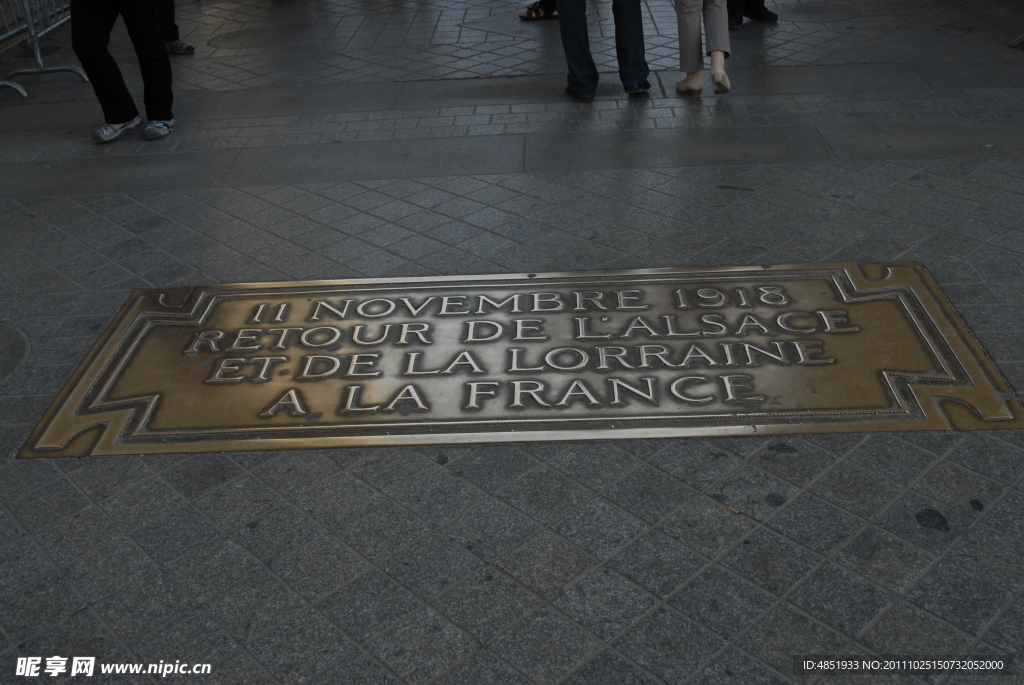 11 NOVEMBRE 1918
RETOUR DE L'ALSACE
ET·DE LA LORRAINE
A LA FRANCE
昵享网 www.nipic.cn
ID:4851933 NO:20111025150732052000